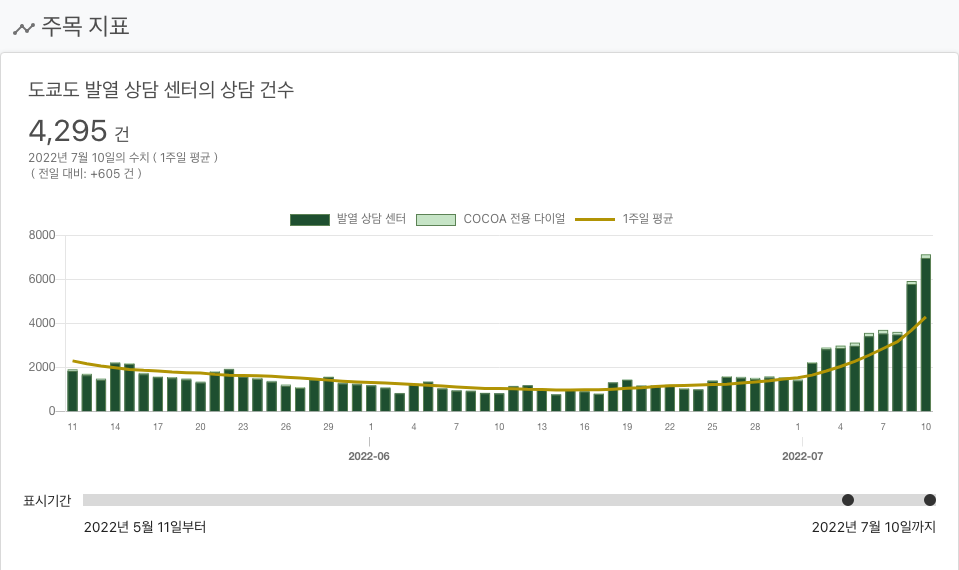 주목 지표
도쿄도 발열 상담 센터의 상담 건수
4,295 건
2022년 7월 10일의 수치 ( 1주일 평균 )
( 전일 대비: +605 건 )
발열 상담 센터 COCOA 전용 다이얼 1주일 평균
8000
6000
4000
2000
0
11 14 17 20 23 26 29 1 4 7 10 13 16 19 22 25 28 1 4 7 10
2022-06 2022-07
표시기간
2022년 5월 11일부터 2022년 7월 10일까지